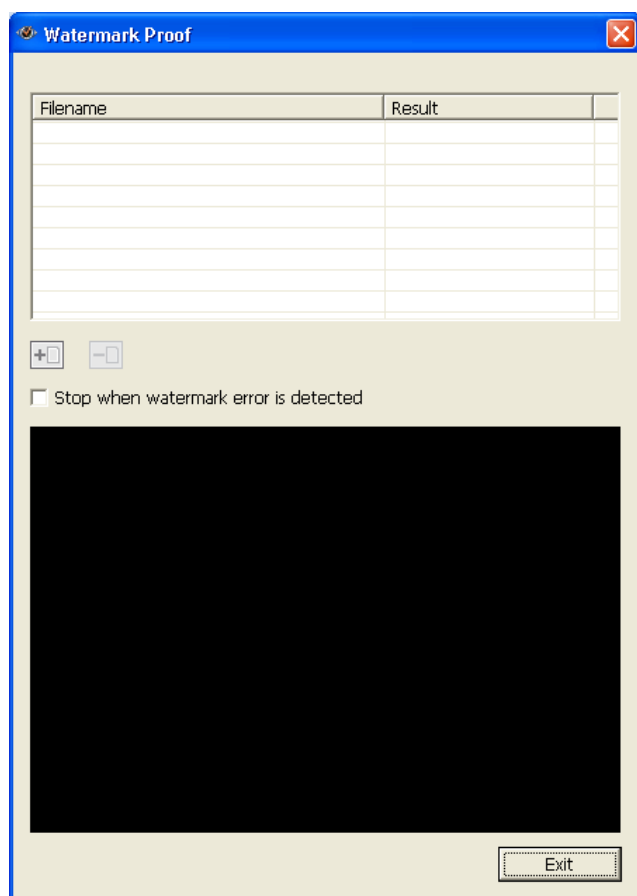 Watermark Proof
Filename Result
Stop when watermark error is detected
Exit